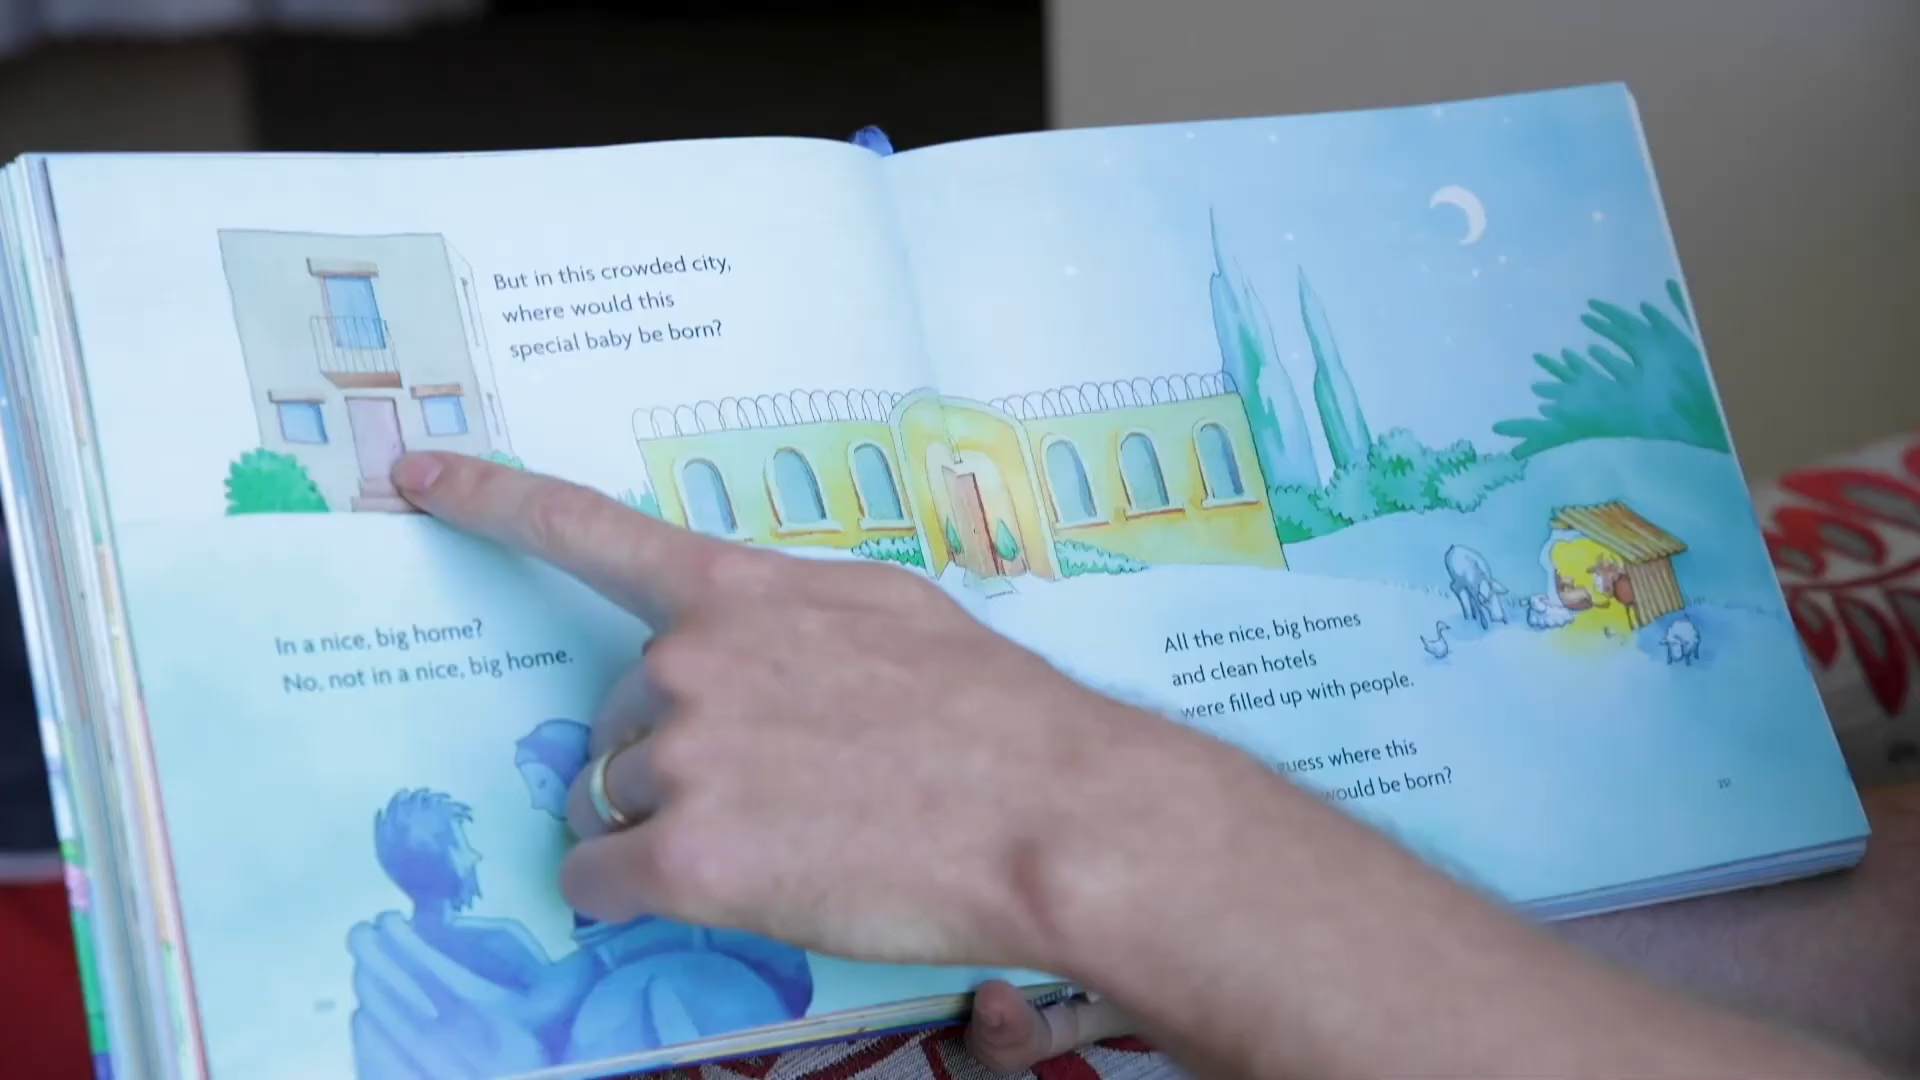 But in this crowded city,
where would this
special baby be born?
In a nice, big home?
No, not in a nice, big home.
All the nice, big homes
and clean hotels
were filled up with people.
guess where this
would be born?